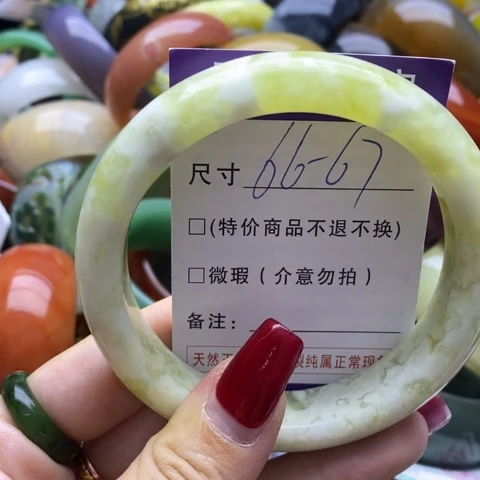 尺寸 66-67
□(特价商品不退不换)
□微瑕(介意勿拍)
备注:
天然 裂纯属正常现